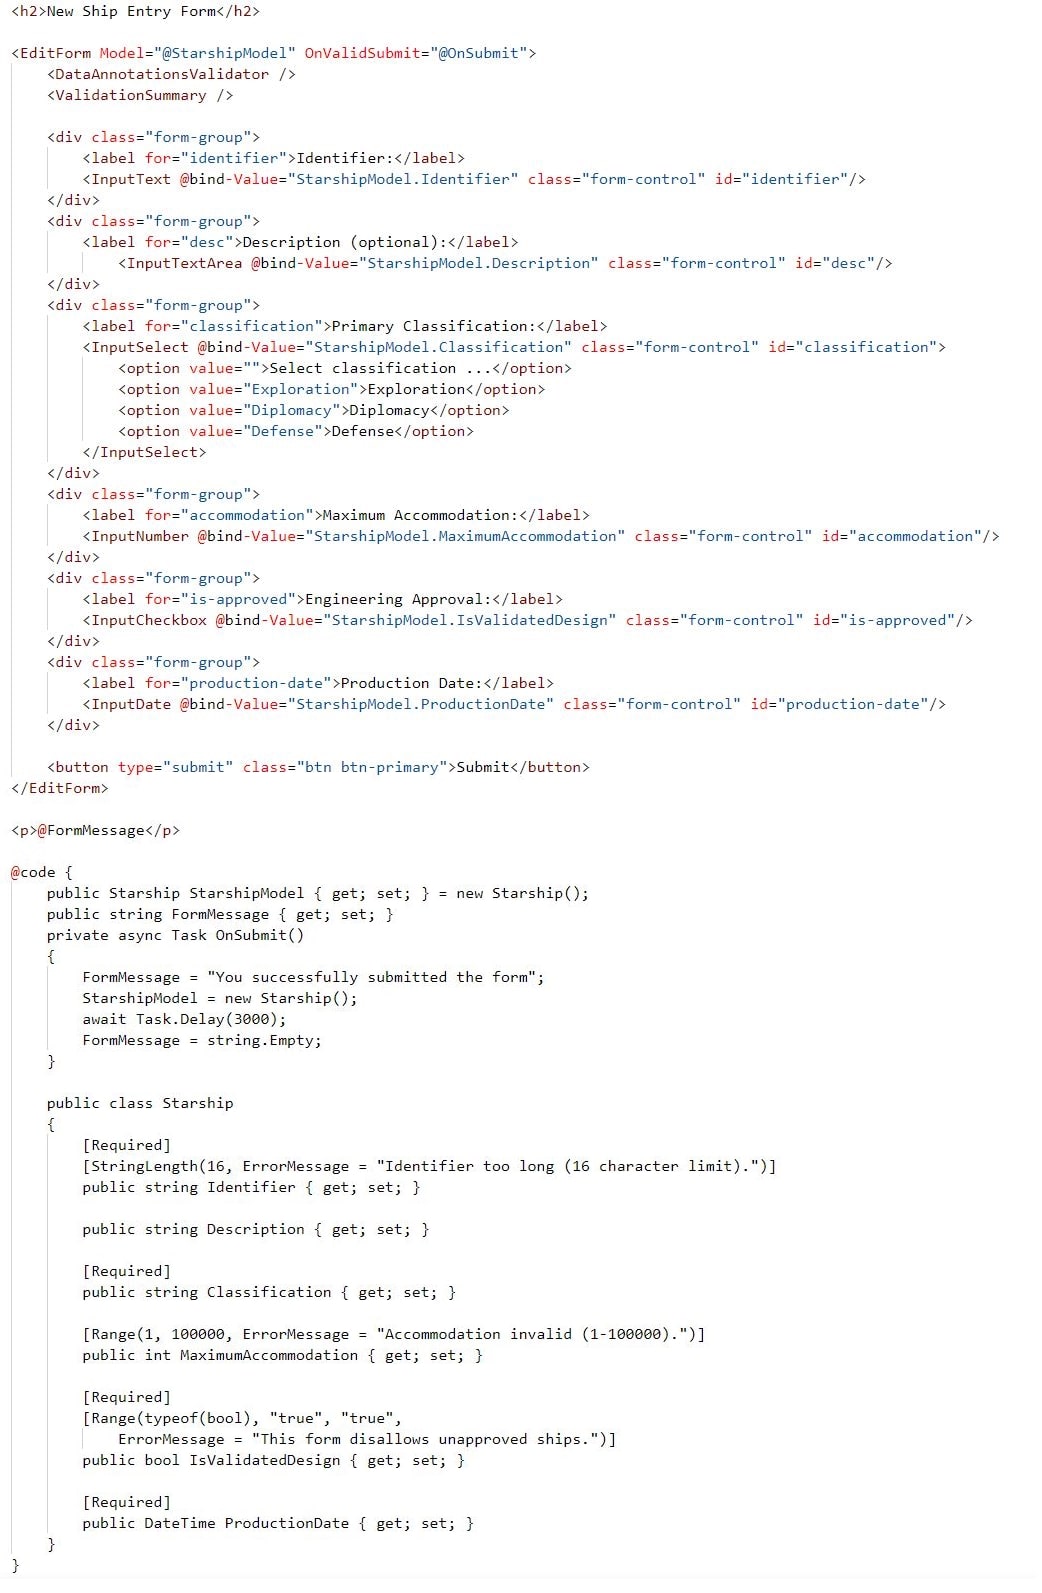 <h2>New Ship Entry Form</h2>

<EditForm Model="@StarshipModel" OnValidSubmit="@OnSubmit">
    <DataAnnotationsValidator />
    <ValidationSummary />

    <div class="form-group">
        <label for="identifier">Identifier:</label>
        <InputText @bind-Value="StarshipModel.Identifier" class="form-control" id="identifier"/>
    </div>
    <div class="form-group">
        <label for="desc">Description (optional):</label>
            <InputTextArea @bind-Value="StarshipModel.Description" class="form-control" id="desc"/>
    </div>
    <div class="form-group">
        <label for="classification">Primary Classification:</label>
        <InputSelect @bind-Value="StarshipModel.Classification" class="form-control" id="classification">
            <option value="">Select classification ...</option>
            <option value="Exploration">Exploration</option>
            <option value="Diplomacy">Diplomacy</option>
            <option value="Defense">Defense</option>
        </InputSelect>
    </div>
    <div class="form-group">
        <label for="accommodation">Maximum Accommodation:</label>
        <InputNumber @bind-Value="StarshipModel.MaximumAccommodation" class="form-control" id="accommodation"/>
    </div>
    <div class="form-group">
        <label for="is-approved">Engineering Approval:</label>
        <InputCheckbox @bind-Value="StarshipModel.IsValidatedDesign" class="form-control" id="is-approved"/>
    </div>
    <div class="form-group">
        <label for="production-date">Production Date:</label>
        <InputDate @bind-Value="StarshipModel.ProductionDate" class="form-control" id="production-date"/>
    </div>

    <button type="submit" class="btn btn-primary">Submit</button>
</EditForm>

<p>@FormMessage</p>

@code {
    public Starship StarshipModel { get; set; } = new Starship();
    public string FormMessage { get; set; }
    private async Task OnSubmit()
    {
        FormMessage = "You successfully submitted the form";
        StarshipModel = new Starship();
        await Task.Delay(3000);
        FormMessage = string.Empty;
    }

    public class Starship
    {
        [Required]
        [StringLength(16, ErrorMessage = "Identifier too long (16 character limit).")]
        public string Identifier { get; set; }

        public string Description { get; set; }

        [Required]
        public string Classification { get; set; }

        [Range(1, 100000, ErrorMessage = "Accommodation invalid (1-100000).")]
        public int MaximumAccommodation { get; set; }

        [Required]
        [Range(typeof(bool), "true", "true",
            ErrorMessage = "This form disallows unapproved ships.")]
        public bool IsValidatedDesign { get; set; }

        [Required]
        public DateTime ProductionDate { get; set; }
    }
}